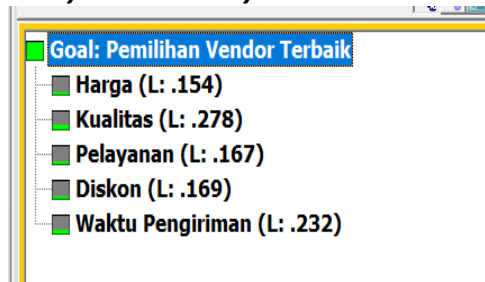 Goal: Pemilihan Vendor Terbaik
Harga (L: .154)
Kualitas (L: .278)
Pelayanan (L: .167)
Diskon (L: .169)
Waktu Pengiriman (L: .232)